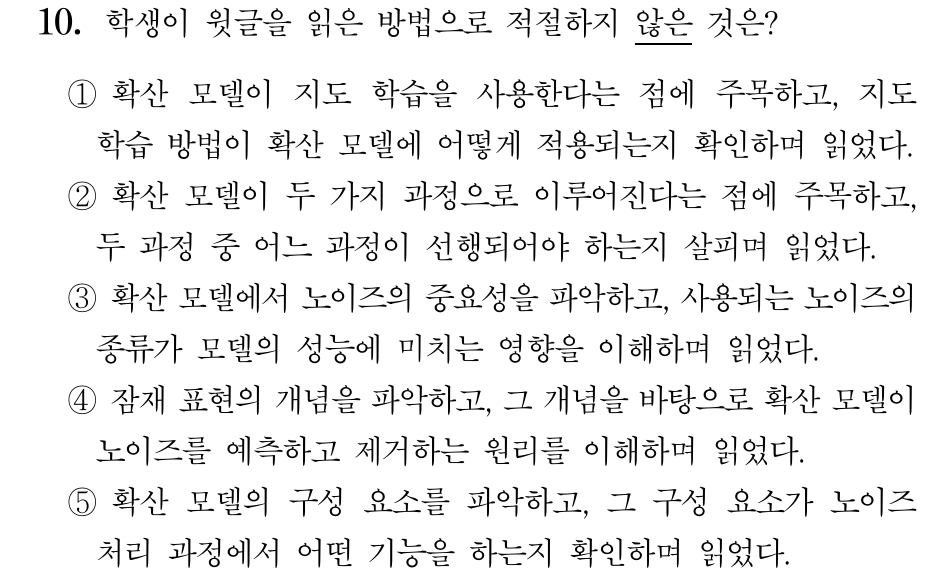 10. 학생이 윗글을 읽은 방법으로 적절하지 않은 것은?
① 확산 모델이 지도 학습을 사용한다는 점에 주목하고, 지도
학습 방법이 확산 모델에 어떻게 적용되는지 확인하며 읽었다.
② 확산 모델이 두 가지 과정으로 이루어진다는 점에 주목하고,
두 과정 중 어느 과정이 선행되어야 하는지 살피며 읽었다.
③ 확산 모델에서 노이즈의 중요성을 파악하고, 사용되는 노이즈의
종류가 모델의 성능에 미치는 영향을 이해하며 읽었다.
④ 잠재 표현의 개념을 파악하고, 그 개념을 바탕으로 확산 모델이
노이즈를 예측하고 제거하는 원리를 이해하며 읽었다.
⑤ 확산 모델의 구성 요소를 파악하고, 그 구성 요소가 노이즈
처리 과정에서 어떤 기능을 하는지 확인하며 읽었다.